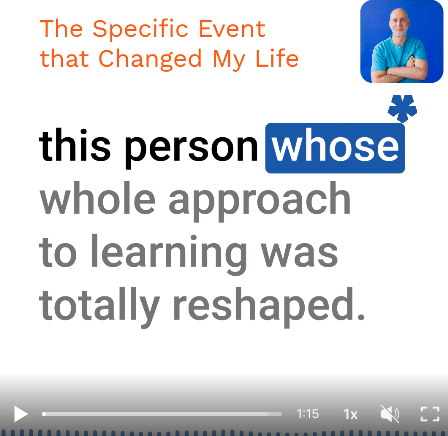 The Specific Event
that Changed My Life
this person whose
whole approach
to learning was
totally reshaped.
1:15
1x